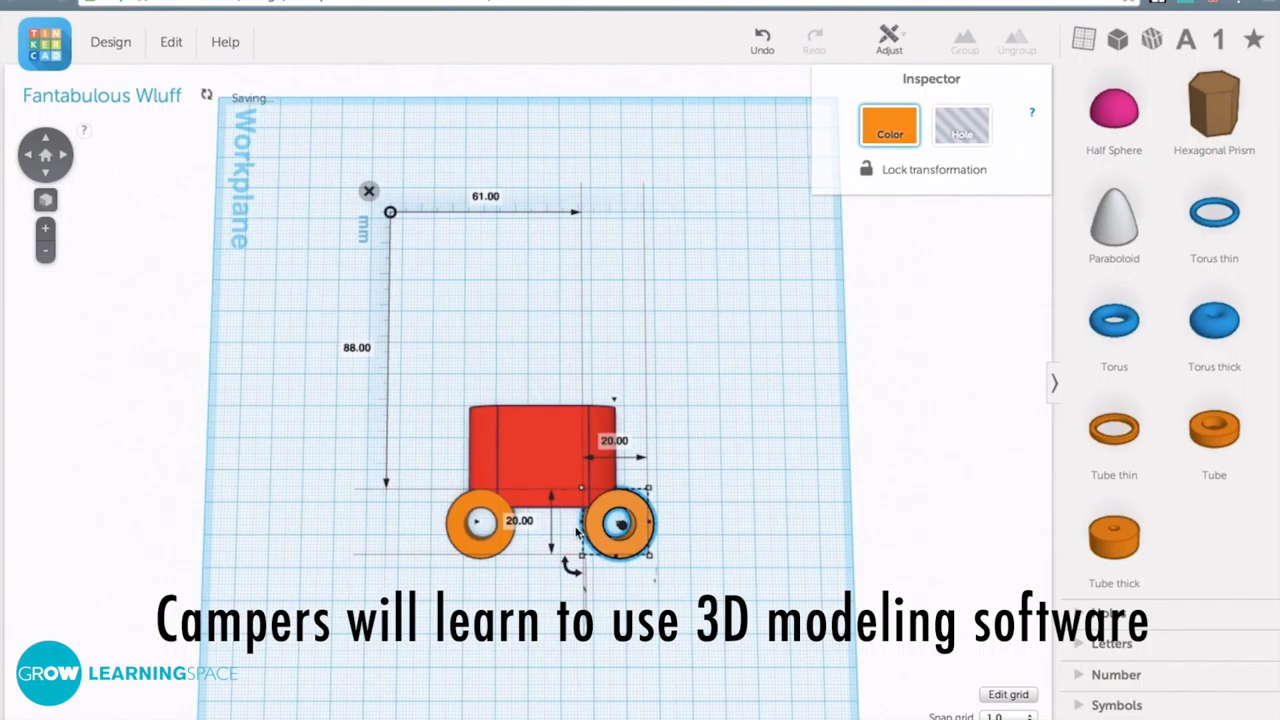 TIN
KER
CAD
Design
Edit
Help
Undo
Redo
Adjust
Group
Ungroup
A 1
Fantabulous Wluff
Saving...
?
Workplane
mm
61.00
88.00
20.00
20.00
Inspector
Color
Hole
?
Lock transformation
Half Sphere
Hexagonal Prism
Paraboloid
Torus thin
Torus
Torus thick
Tube thin
Tube
Tube thick
Letters
Number
Symbols
Edit grid
Snap grid 1.0
Campers will learn to use 3D modeling software
GROW LEARNINGSPACE